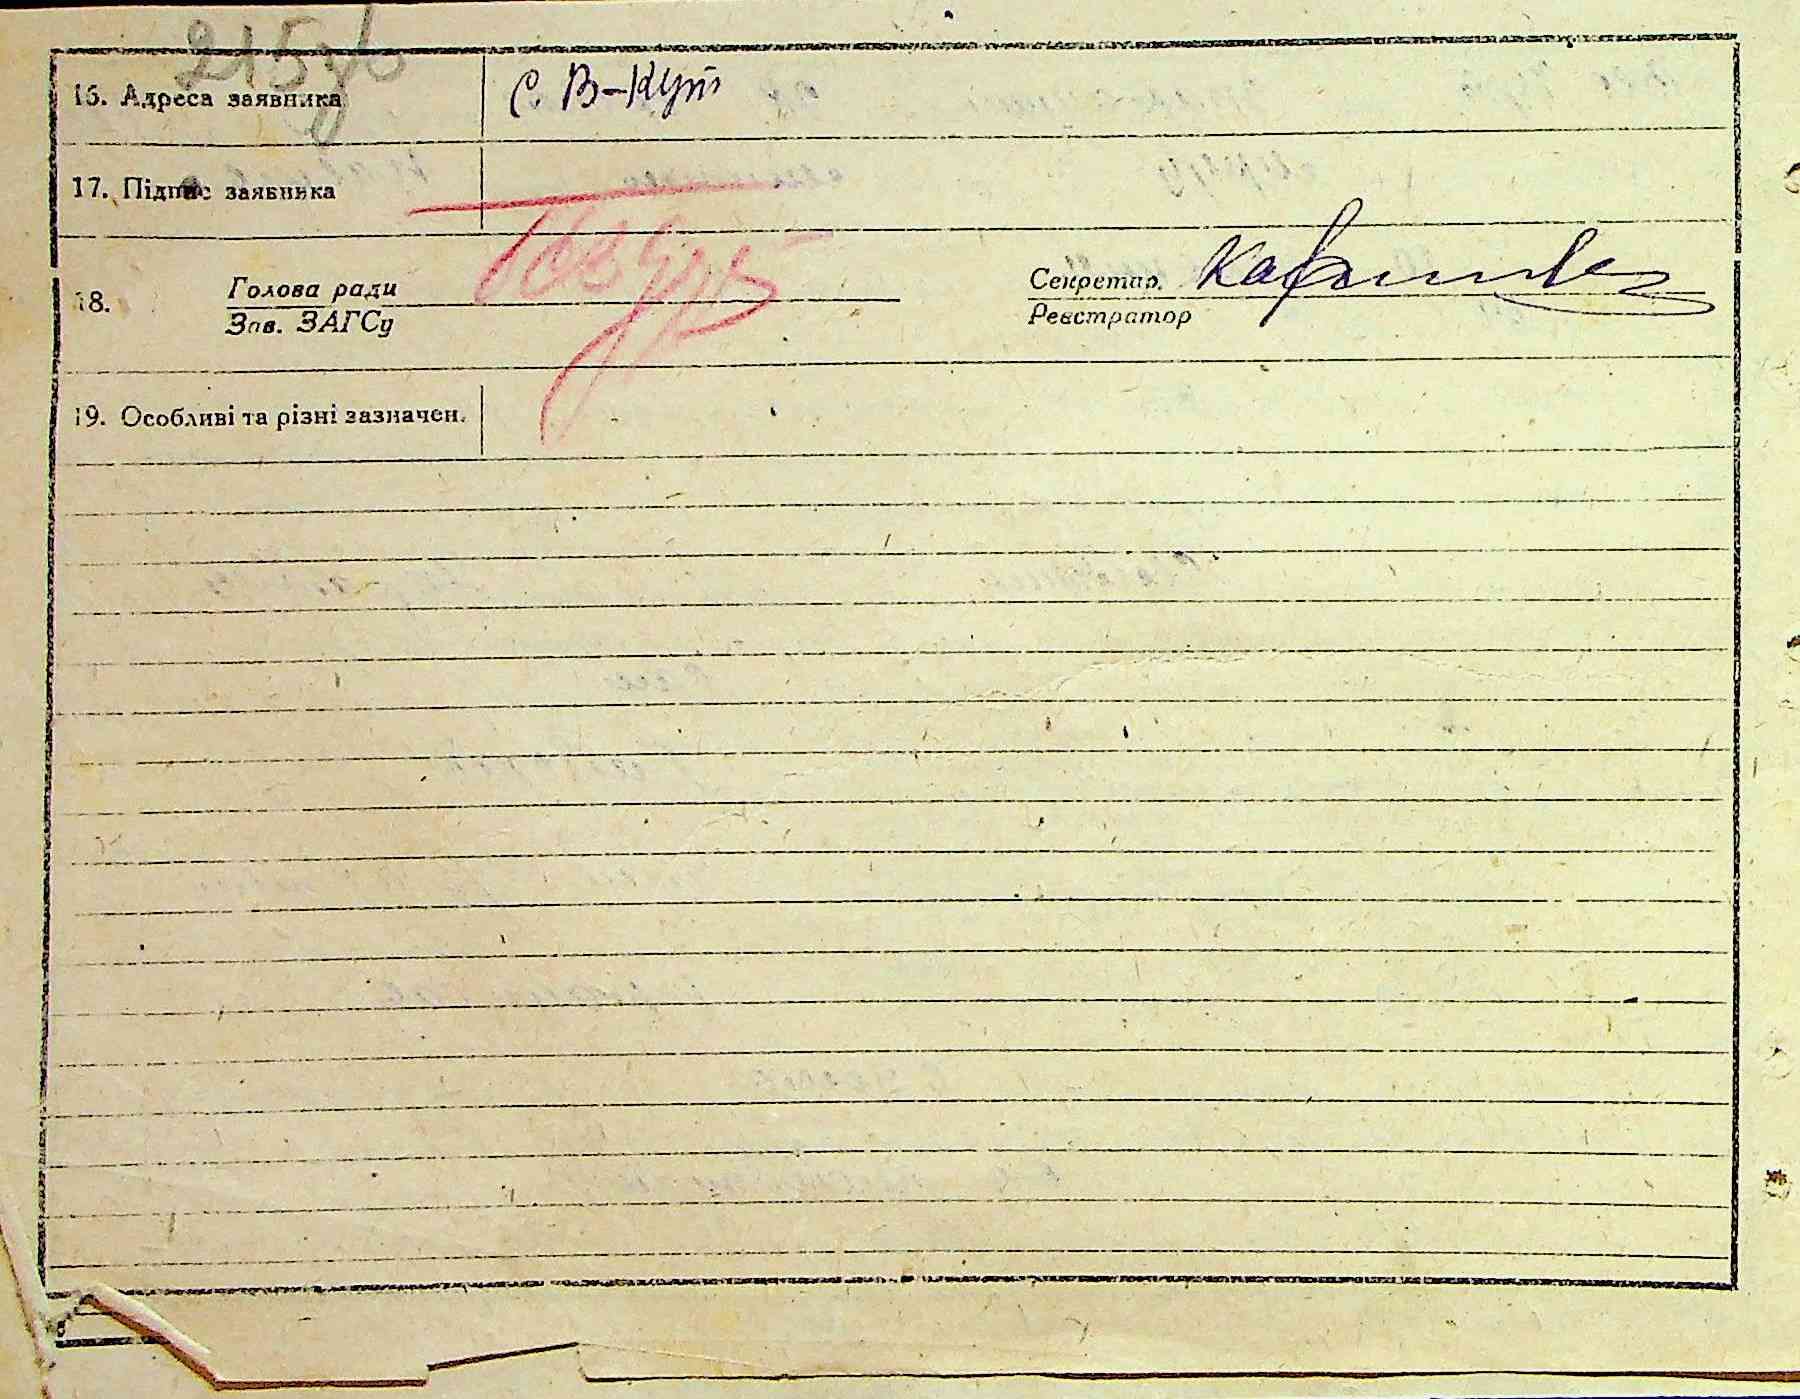 215
16. Адреса заявника с. В-Кут
17. Підпис заявника
18. Голова ради Секретар.
Зав. ЗАГСу Реєстратор
19. Особливі та різні зазначен.